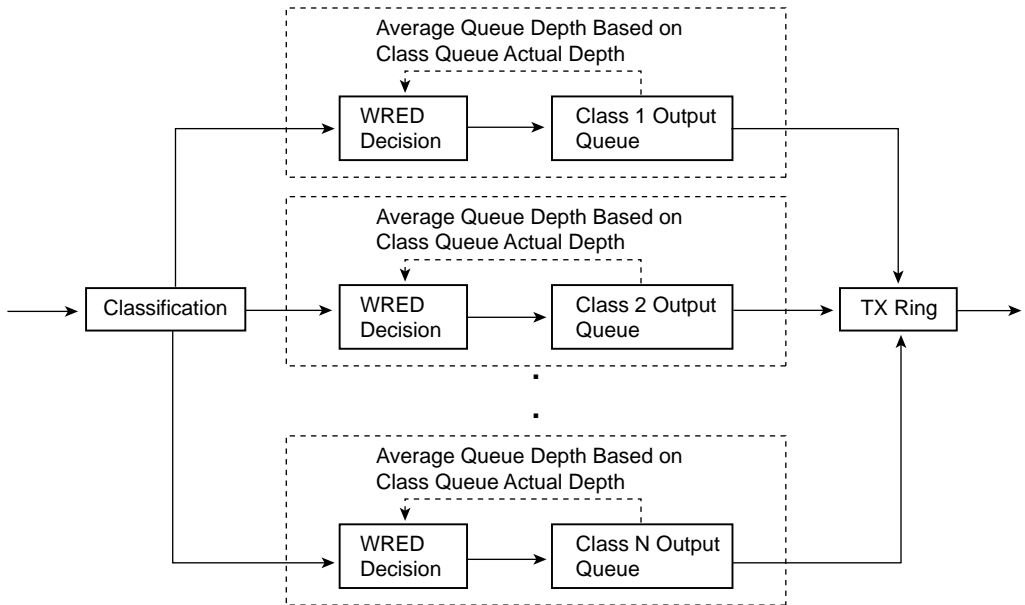 Average Queue Depth Based on
Class Queue Actual Depth
WRED
Decision
Class 1 Output
Queue
Average Queue Depth Based on
Class Queue Actual Depth
Classification
WRED
Decision
Class 2 Output
Queue
TX Ring
Average Queue Depth Based on
Class Queue Actual Depth
WRED
Decision
Class N Output
Queue